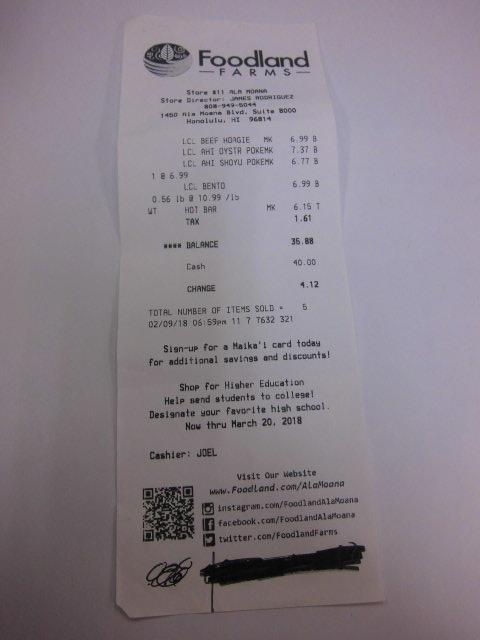 Foodland
FARMS
Store #11 ALA MOANA
Store Director: JAMES RODRIGUEZ
808-949-5044
1450 Ala Moana Blvd, Suite 8000
Honolulu, HI 96814
LCL BEEF HOAGIE MK 6.99 B
LCL AHI OYSTR POKEMK 7.37 B
LCL AHI SHOYU POKEMK 6.77 B
1 @ 6.99
LCL BENTO 6.99 B
0.56 lb @ 10.99 /lb
WT HOT BAR MK 6.15 T
TAX 1.61
**** BALANCE 35.88
Cash 40.00
CHANGE 4.12
TOTAL NUMBER OF ITEMS SOLD = 5
02/09/18 06:59pm 11 7 7632 321
Sign-up for a Maika'i card today
for additional savings and discounts!
Shop for Higher Education
Help send students to college!
Designate your favorite high school.
Now thru March 20, 2018
Cashier: JOEL
Visit Our Website
www.Foodland.com/AlaMoana
instagram.com/FoodlandAlaMoana
facebook.com/FoodlandAlaMoana
twitter.com/FoodlandFarms